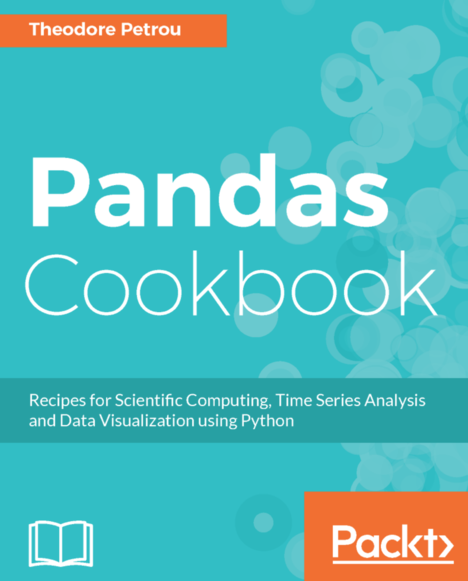 Theodore Petrou
Pandas
Cookbook
Recipes for Scientific Computing, Time Series Analysis
and Data Visualization using Python
Packt>